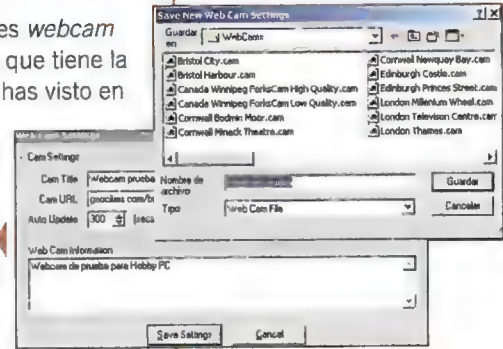 es webcam
que tiene la
has visto en
Save New Web Cam Settings
Guardar en
WebCams
Bristol City.cam
Bristol Harbour.cam
Canada Winnipeg ForksCam High Quality.cam
Canada Winnipeg ForksCam Low Quality.cam
Cornwall Bodmin Moor.cam
Cornwall Minack Theatre.cam
Cornwall Newquay Bay.cam
Edinburgh Castle.cam
Edinburgh Princes Street.cam
London Millenium Wheel.cam
London Television Centre.cam
London Thames.cam
Nombre de archivo
Guardar
Tipo
Web Cam File
Cancelar
Web Cam Settings
Cam Settings
Cam Title
Webcam prueba
Cam URL
geocities.com/b
Auto Update
300
Web Cam Information
Webcam de prueba para Hobby PC
Save Settings
Cancel